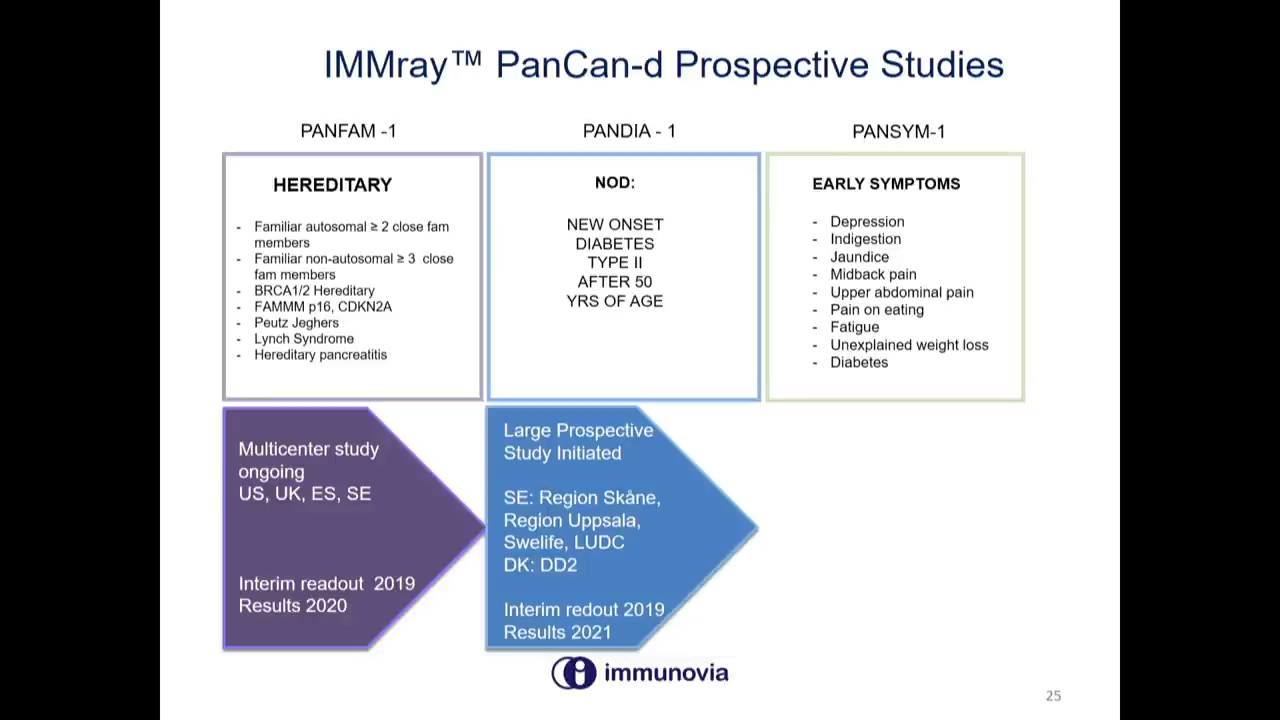 IMMray™ PanCan-d Prospective Studies
PANFAM -1
HEREDITARY
- Familiar autosomal ≥ 2 close fam
members
- Familiar non-autosomal ≥ 3 close
fam members
- BRCA1/2 Hereditary
- FAMMM p16, CDKN2A
- Peutz Jeghers
- Lynch Syndrome
- Hereditary pancreatitis
Multicenter study
ongoing
US, UK, ES, SE
Interim readout 2019
Results 2020
PANDIA - 1
NOD:
NEW ONSET
DIABETES
TYPE II
AFTER 50
YRS OF AGE
Large Prospective
Study Initiated
SE: Region Skåne,
Region Uppsala,
Swelife, LUDC
DK: DD2
Interim redout 2019
Results 2021
PANSYM-1
EARLY SYMPTOMS
- Depression
- Indigestion
- Jaundice
- Midback pain
- Upper abdominal pain
- Pain on eating
- Fatigue
- Unexplained weight loss
- Diabetes
immunovia
25